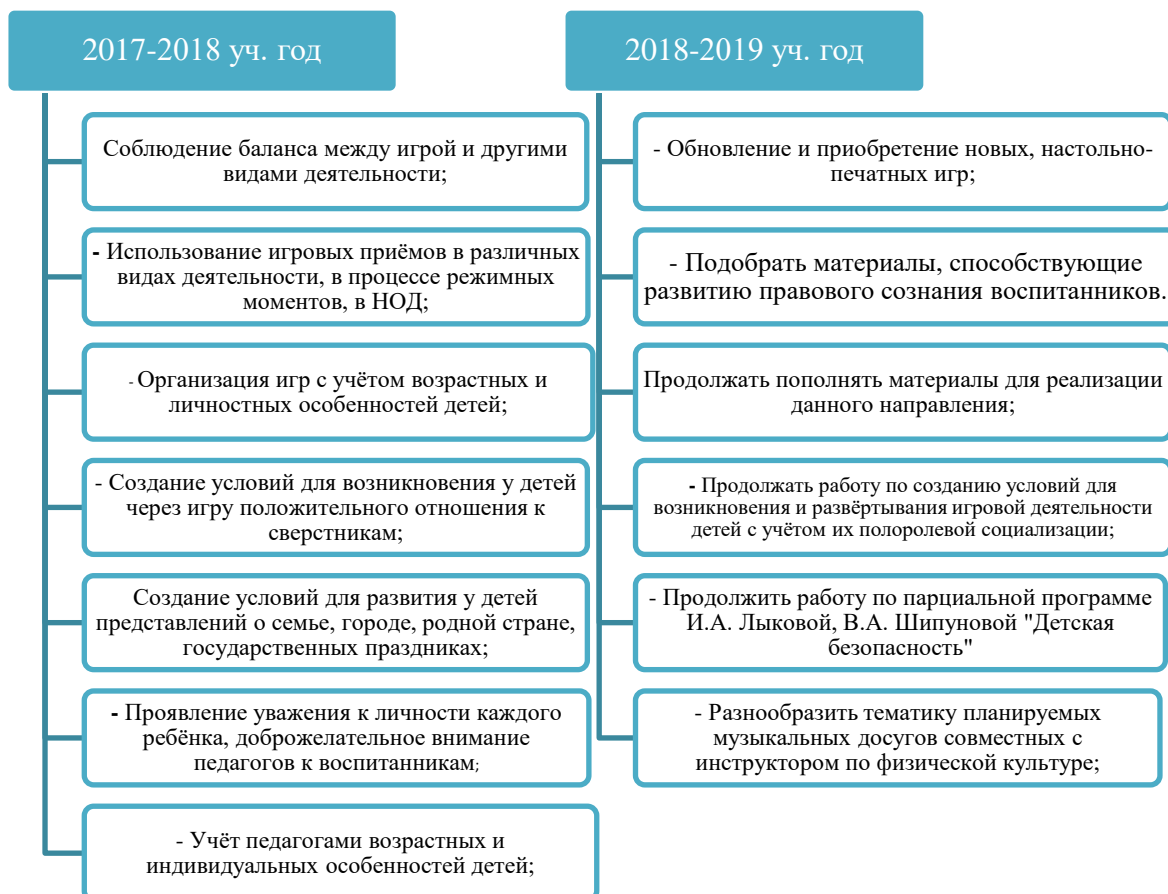 2017-2018 уч. год
Соблюдение баланса между игрой и другими
видами деятельности;
- Использование игровых приёмов в различных
видах деятельности, в процессе режимных
моментов, в НОД;
- Организация игр с учётом возрастных и
личностных особенностей детей;
- Создание условий для возникновения у детей
через игру положительного отношения к
сверстникам;
Создание условий для развития у детей
представлений о семье, городе, родной стране,
государственных праздниках;
- Проявление уважения к личности каждого
ребёнка, доброжелательное внимание
педагогов к воспитанникам;
- Учёт педагогами возрастных и
индивидуальных особенностей детей;
2018-2019 уч. год
- Обновление и приобретение новых, настольно-
печатных игр;
- Подобрать материалы, способствующие
развитию правового сознания воспитанников.
Продолжать пополнять материалы для реализации
данного направления;
- Продолжать работу по созданию условий для
возникновения и развёртывания игровой деятельности
детей с учётом их полоролевой социализации;
- Продолжить работу по парциальной программе
И.А. Лыковой, В.А. Шипуновой "Детская
безопасность"
- Разнообразить тематику планируемых
музыкальных досугов совместных с
инструктором по физической культуре;